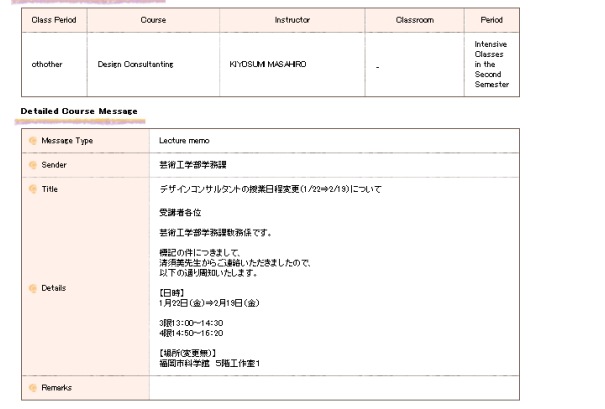 Class Period Course Instructor Classroom Period
othother Design Consultanting KIYOSUMI MASAHIRO - Intensive Classes in the Second Semester
Detailed Course Message
Message Type Lecture memo
Sender 芸術工学部学務課
Title デザインコンサルタントの授業日程変更(1/22⇒2/19)について
Details
受講者各位
芸術工学部学務課教務係です。
標記の件につきまして、
清須美先生からご連絡いただきましたので、
以下の通り周知いたします。
【日時】
1月22日(金)⇒2月19日(金)
3限13:00～14:30
4限14:50～16:20
【場所(変更無)】
福岡市科学館 5階工作室1
Remarks